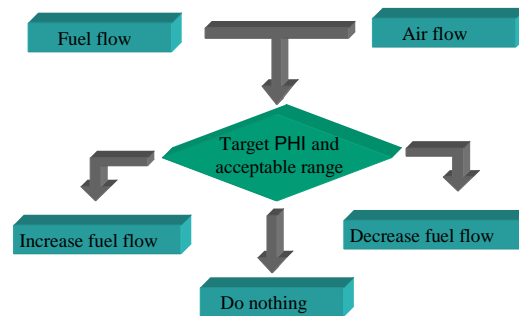 Fuel flow
Air flow
Target PHI and
acceptable range
Increase fuel flow
Decrease fuel flow
Do nothing